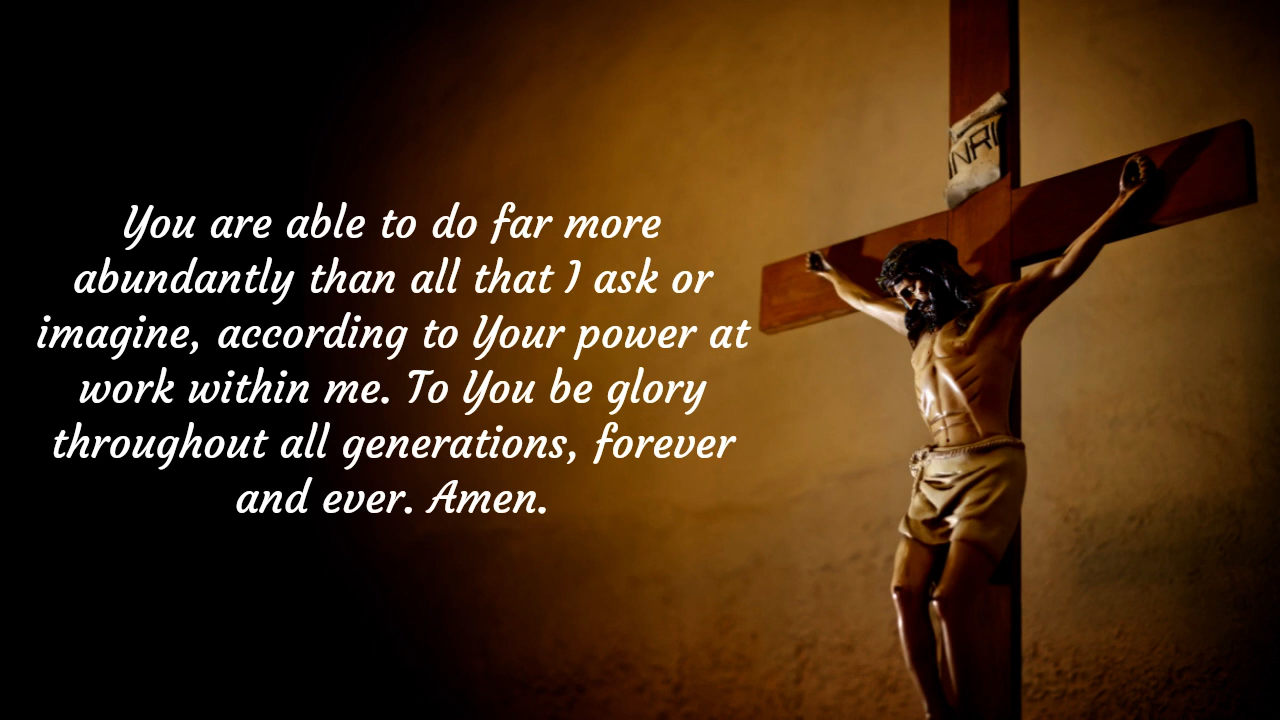 You are able to do far more
abundantly than all that I ask or
imagine, according to Your power at
work within me. To You be glory
throughout all generations, forever
and ever. Amen.
INRI